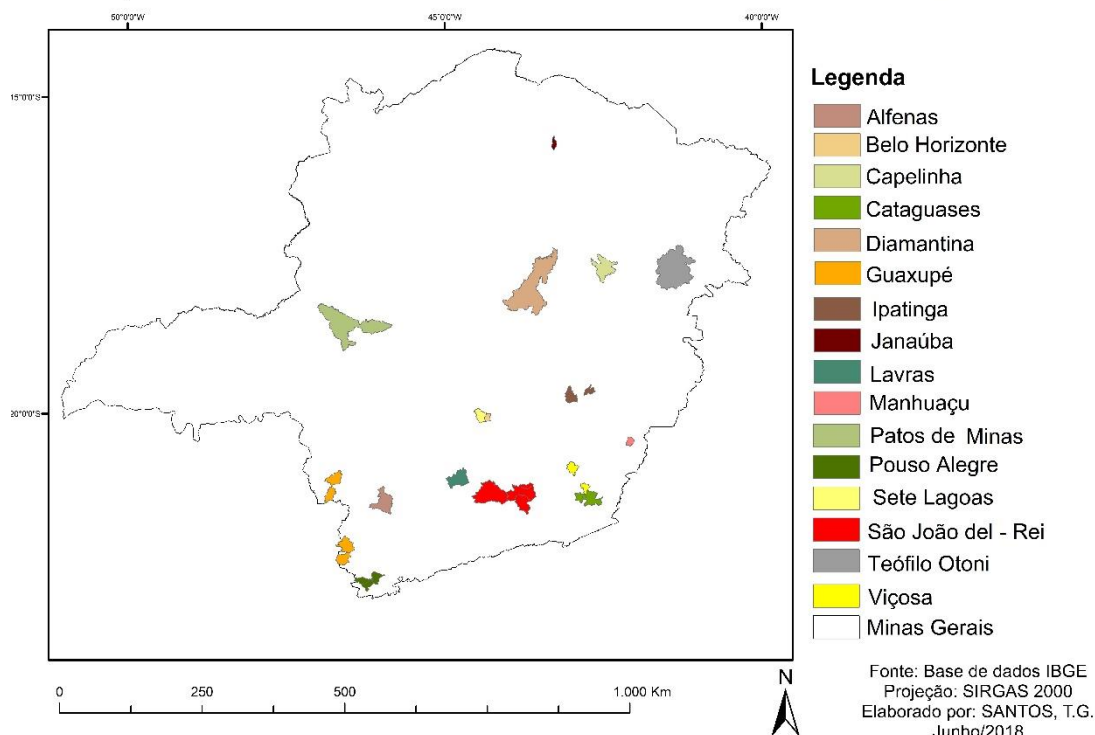 50°0'0"S 45°0'0"S 40°0'0"S
15°0'0"S
20°0'0"S
Legenda
Alfenas
Belo Horizonte
Capelinha
Cataguases
Diamantina
Guaxupé
Ipatinga
Janaúba
Lavras
Manhuaçu
Patos de Minas
Pouso Alegre
Sete Lagoas
São João del - Rei
Teófilo Otoni
Viçosa
Minas Gerais
0 250 500 1.000 Km
N
Fonte: Base de dados IBGE
Projeção: SIRGAS 2000
Elaborado por: SANTOS, T.G.
Junho/2018